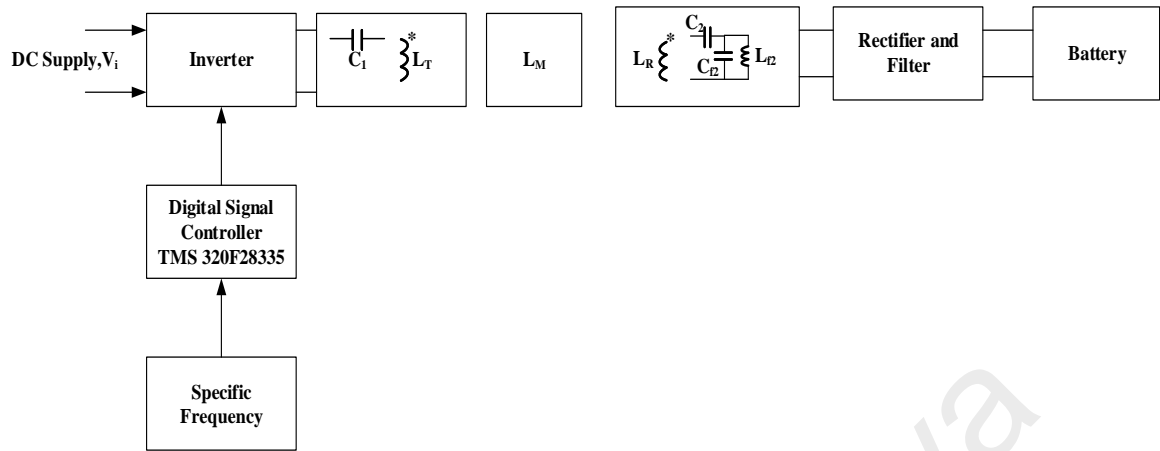 DC Supply,Vi
Inverter
C1
*
LT
LM
LR
*
C2
Cf2
Lf2
Rectifier and
Filter
Battery
Digital Signal
Controller
TMS 320F28335
Specific
Frequency